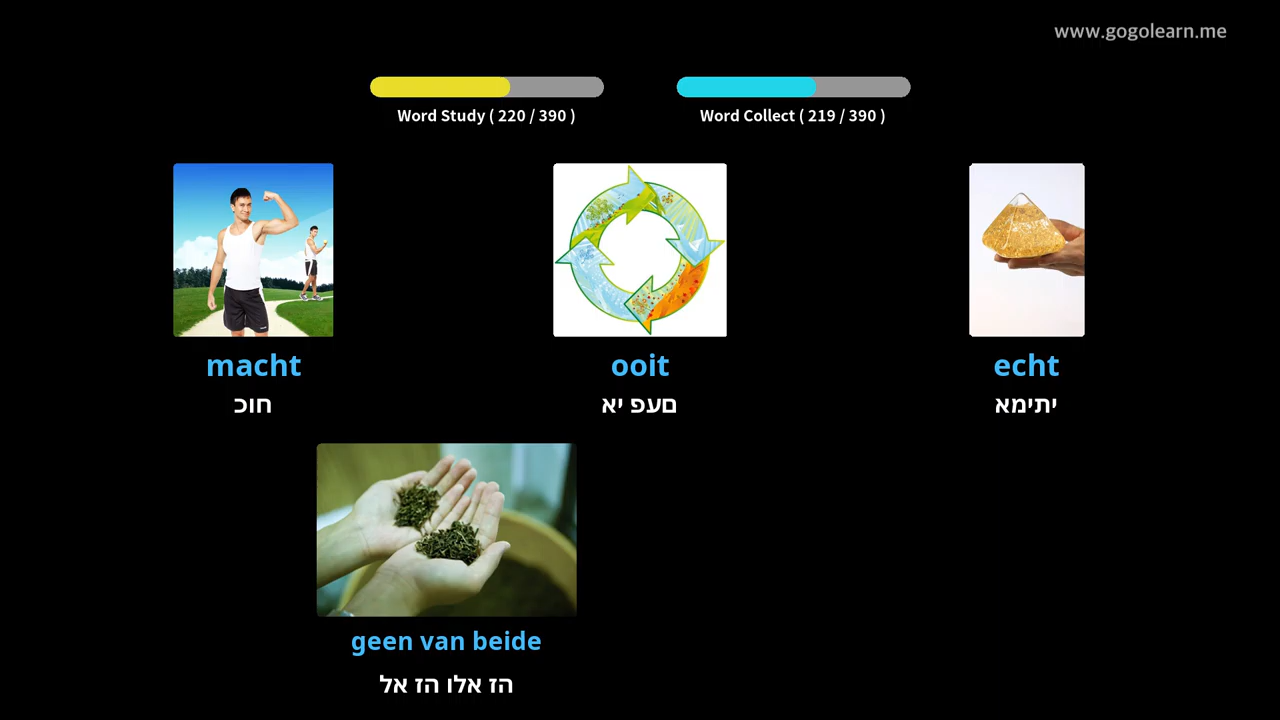 www.gogolearn.me
Word Study ( 220 / 390 )
Word Collect ( 219 / 390 )
macht
ooit
echt
חוכ
םעפ יא
יתימא
geen van beide
הז אלו הז אל